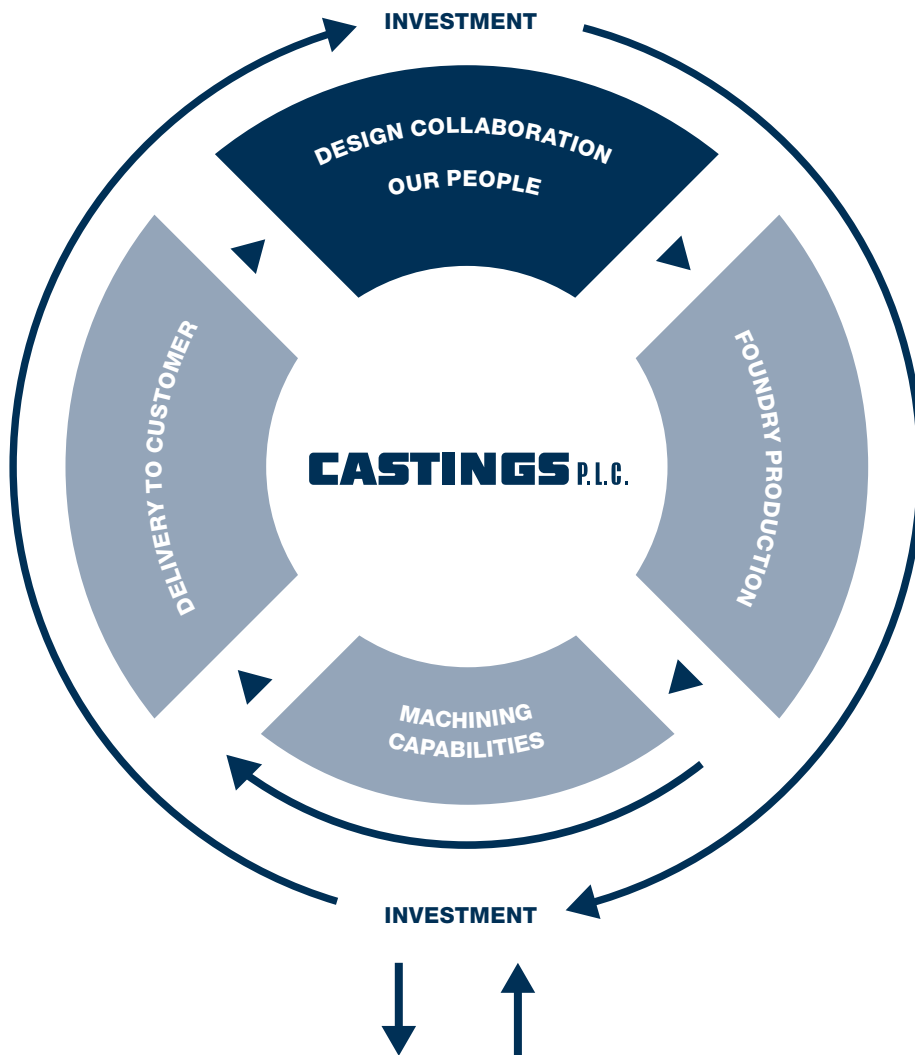 INVESTMENT
DESIGN COLLABORATION
OUR PEOPLE
FOUNDRY PRODUCTION
DELIVERY TO CUSTOMER
CASTINGS P.L.C.
MACHINING
CAPABILITIES
INVESTMENT